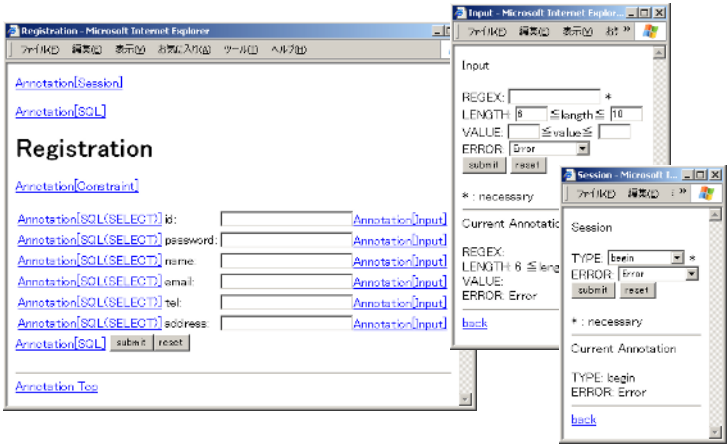 Registration - Microsoft Internet Explorer
ファイル(F) 編集(E) 表示(V) お気に入り(A) ツール(T) ヘルプ(H)
Annotation[Session]
Annotation[SQL]
Registration
Annotation[Constraint]
Annotation[SQL(SELECT)] id: Annotation[Input]
Annotation[SQL(SELECT)] password: Annotation[Input]
Annotation[SQL(SELECT)] name: Annotation[Input]
Annotation[SQL(SELECT)] email: Annotation[Input]
Annotation[SQL(SELECT)] tel: Annotation[Input]
Annotation[SQL(SELECT)] address: Annotation[Input]
Annotation[SQL] submit reset
Annotation Top
Input - Microsoft Internet Explor...
ファイル(F) 編集(E) 表示(V) »
Input
REGEX: *
LENGTH: 6 ≦length≦ 10
VALUE: ≦value≦
ERROR: Error
submit reset
* : necessary
Current Annotatio
REGEX:
LENGTH: 6 ≦leng
VALUE:
ERROR: Error
back
Session - Microsoft I...
ファイル(F) 編集(E) »
Session
TYPE: begin *
ERROR: Error
submit reset
* : necessary
Current Annotation
TYPE: begin
ERROR: Error
back